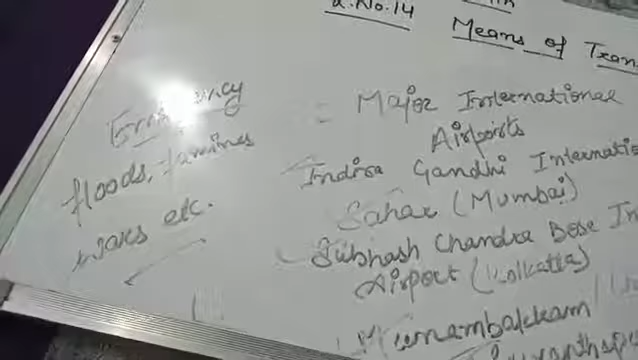 Q.No.14
Means of Tran
Emergency
floods, famines
wars etc.
: Major International
Airports
Indira Gandhi Internatio
Sahar (Mumbai)
Subhash Chandra Bose In
Airport (Kolkatta)
Meenambakkam